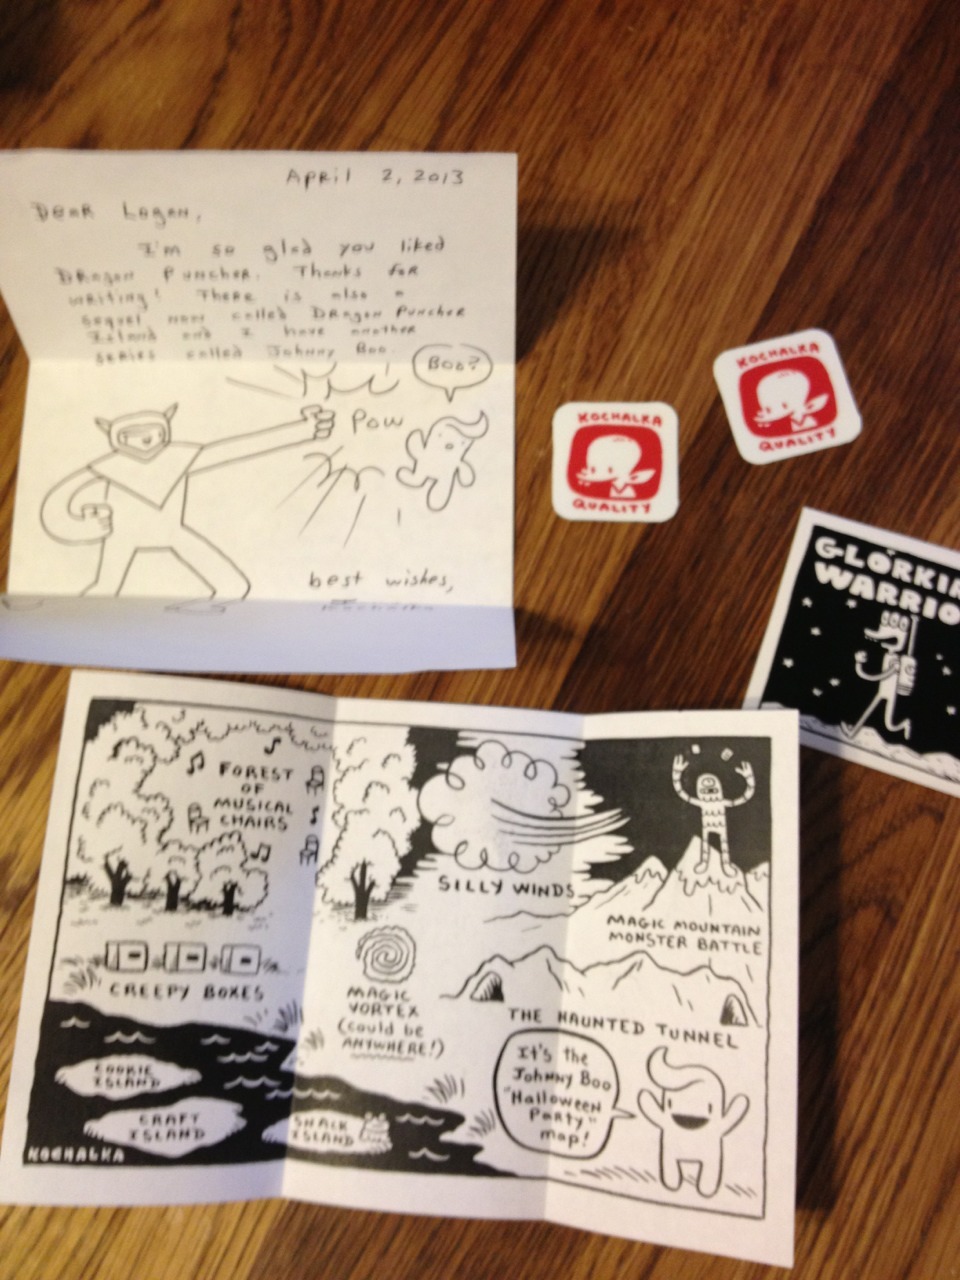 April 2, 2013
Dear Logan,
I'm so glad you liked
Dragon Puncher. Thanks for
writing! There is also a
sequel now called Dragon Puncher
Island and I have another
series called Johnny Boo.
BOO?
POW
best wishes,
KOCHALKA
QUALITY
KOCHALKA
QUALITY
GLORKIA
WARRIO
FOREST
OF
MUSICAL
CHAIRS
SILLY WINDS
MAGIC MOUNTAIN
MONSTER BATTLE
CREEPY BOXES
MAGIC
VORTEX
(could be
ANYWHERE!)
THE HAUNTED TUNNEL
COOKIE
ISLAND
CRAFT
ISLAND
SNACK
ISLAND
It's the
Johnny Boo
"Halloween
Party"
map!
KOCHALKA